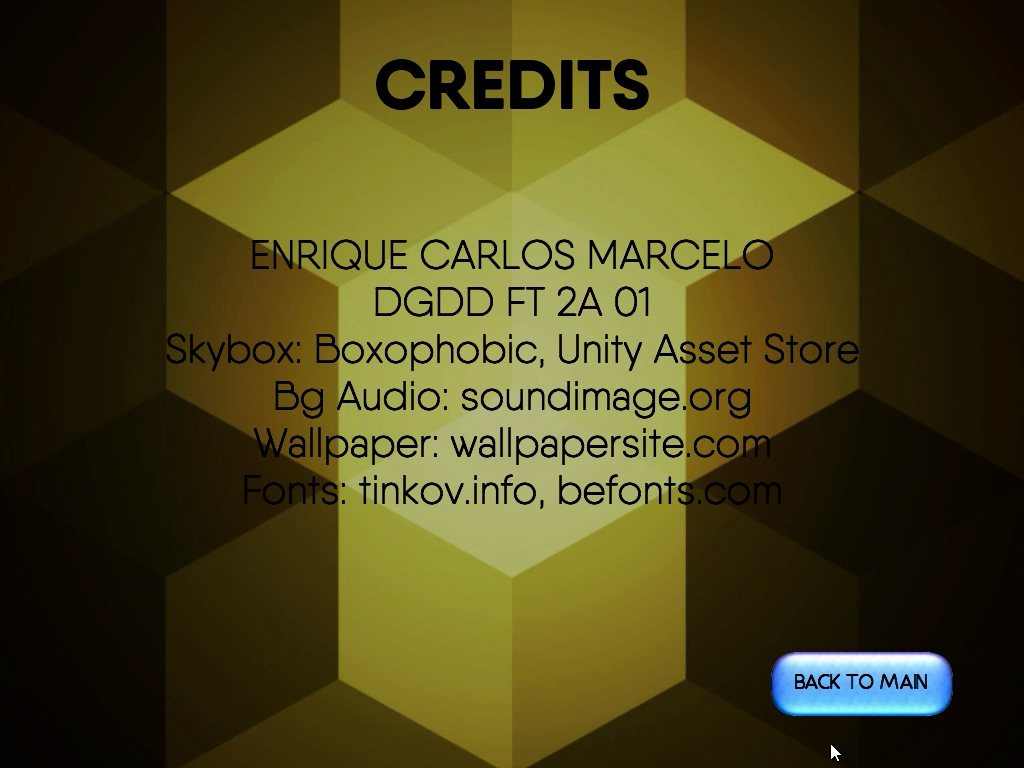 CREDITS
ENRIQUE CARLOS MARCELO
DGDD FT 2A 01
Skybox: Boxophobic, Unity Asset Store
Bg Audio: soundimage.org
Wallpaper: wallpapersite.com
Fonts: tinkov.info, befonts.com
BACK TO MAIN